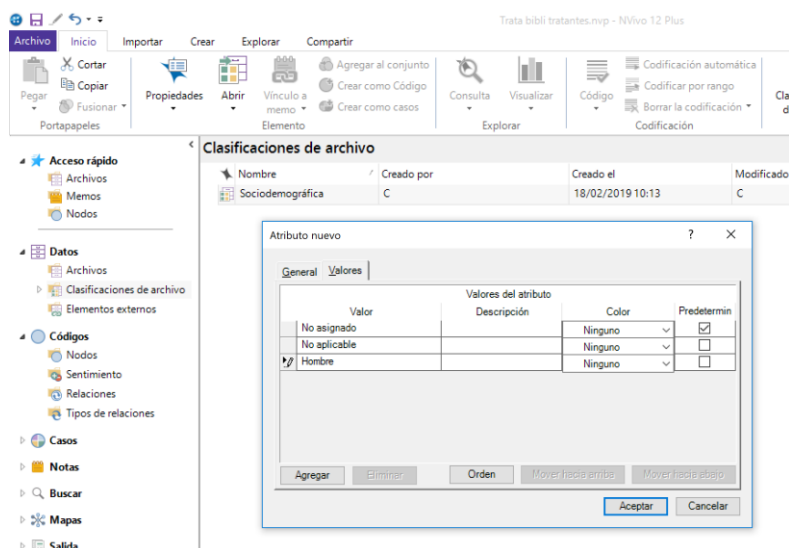 Trata bibli tratantes.nvp - NVivo 12 Plus
Archivo Inicio Importar Crear Explorar Compartir
Pegar
Cortar
Copiar
Fusionar
Portapapeles
Propiedades
Abrir
Vínculo a
memo
Agregar al conjunto
Crear como Código
Crear como casos
Elemento
Consulta
Visualizar
Explorar
Código
Codificación automática
Codificar por rango
Borrar la codificación
Codificación
Cla
d
Acceso rápido
Archivos
Memos
Nodos
Datos
Archivos
Clasificaciones de archivo
Elementos externos
Códigos
Nodos
Sentimiento
Relaciones
Tipos de relaciones
Casos
Notas
Buscar
Mapas
Salida
Clasificaciones de archivo
Nombre Creado por Creado el Modificado
Sociodemográfica C 18/02/2019 10:13 C
Atributo nuevo ? ×
General Valores
Valores del atributo
Valor Descripción Color Predetermin
No asignado Ninguno
No aplicable Ninguno
Hombre Ninguno
Agregar Eliminar Orden Mover hacia arriba Mover hacia abajo
Aceptar Cancelar